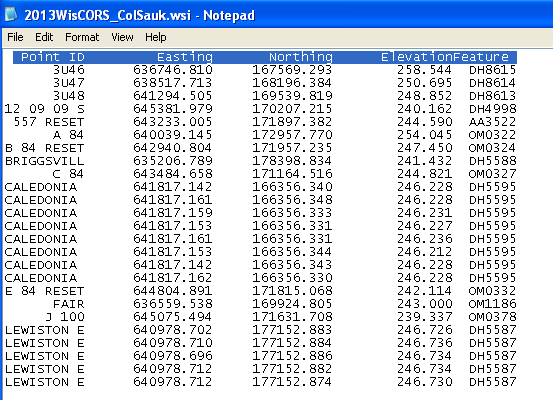 2013WisCORS_ColSauk.wsi - Notepad
File Edit Format View Help
Point ID Easting Northing ElevationFeature
3U46 636746.810 167569.293 258.544 DH8615
3U47 638517.713 168196.384 250.695 DH8614
3U48 641294.505 169539.819 248.852 DH8613
12 09 09 S 645381.979 170207.215 240.162 DH4998
557 RESET 643233.005 171897.382 244.590 AA3522
A 84 640039.145 172957.770 254.045 OM0322
B 84 RESET 642940.804 171957.235 247.450 OM0324
BRIGGSVILL 635206.789 178398.834 241.432 DH5588
C 84 643484.658 171164.516 244.821 OM0327
CALEDONIA 641817.142 166356.340 246.228 DH5595
CALEDONIA 641817.161 166356.348 246.228 DH5595
CALEDONIA 641817.159 166356.333 246.231 DH5595
CALEDONIA 641817.153 166356.331 246.227 DH5595
CALEDONIA 641817.161 166356.331 246.236 DH5595
CALEDONIA 641817.153 166356.344 246.212 DH5595
CALEDONIA 641817.142 166356.343 246.228 DH5595
CALEDONIA 641817.162 166356.330 246.228 DH5595
E 84 RESET 644804.891 171815.068 242.114 OM0332
FAIR 636559.538 169924.805 243.000 OM1186
J 100 645075.494 171631.708 239.337 OM0378
LEWISTON E 640978.702 177152.883 246.726 DH5587
LEWISTON E 640978.710 177152.884 246.736 DH5587
LEWISTON E 640978.696 177152.886 246.734 DH5587
LEWISTON E 640978.712 177152.882 246.734 DH5587
LEWISTON E 640978.712 177152.874 246.730 DH5587